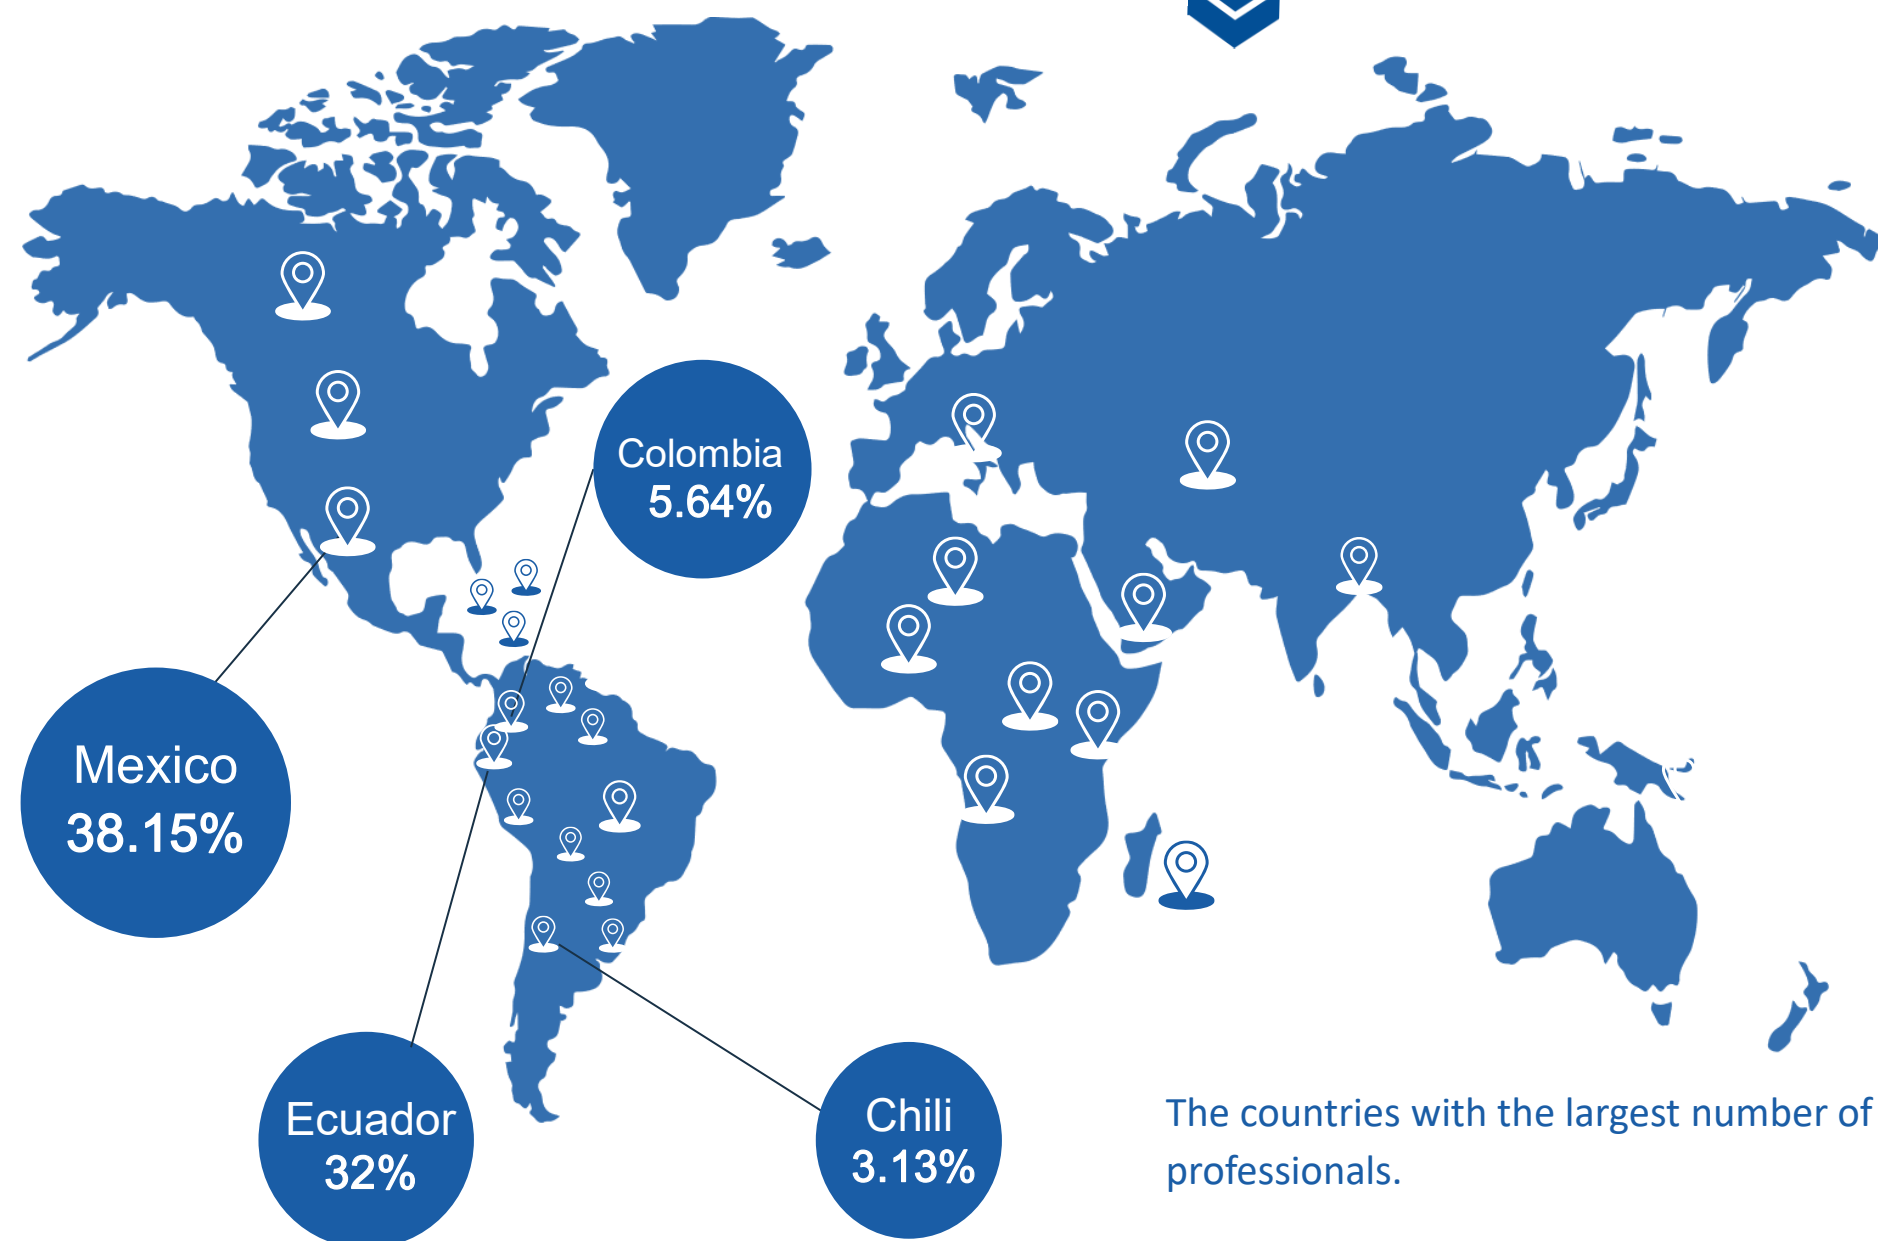 Colombia
5.64%
Mexico
38.15%
Ecuador
32%
Chili
3.13%
The countries with the largest number of
professionals.